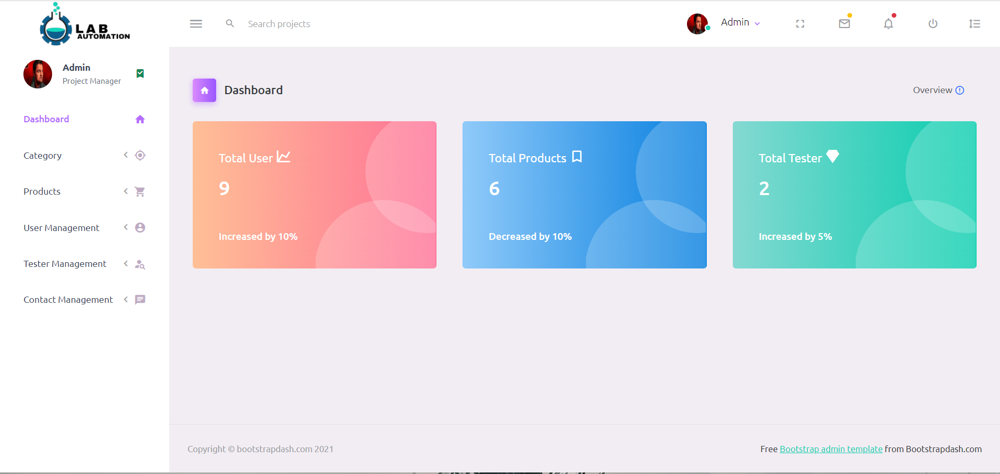 LAB
AUTOMATION
Search projects
Admin
Admin
Project Manager
Dashboard
Category
Products
User Management
Tester Management
Contact Management
Dashboard
Overview
Total User
9
Increased by 10%
Total Products
6
Decreased by 10%
Total Tester
2
Increased by 5%
Copyright © bootstrapdash.com 2021
Free Bootstrap admin template from Bootstrapdash.com